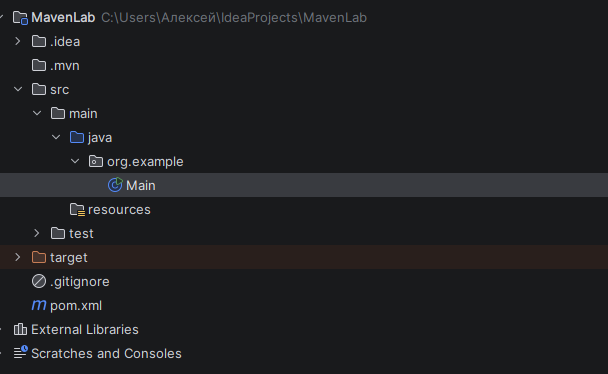 MavenLab C:\Users\Алексей\IdeaProjects\MavenLab
.idea
.mvn
src
main
java
org.example
Main
resources
test
target
.gitignore
m pom.xml
External Libraries
Scratches and Consoles